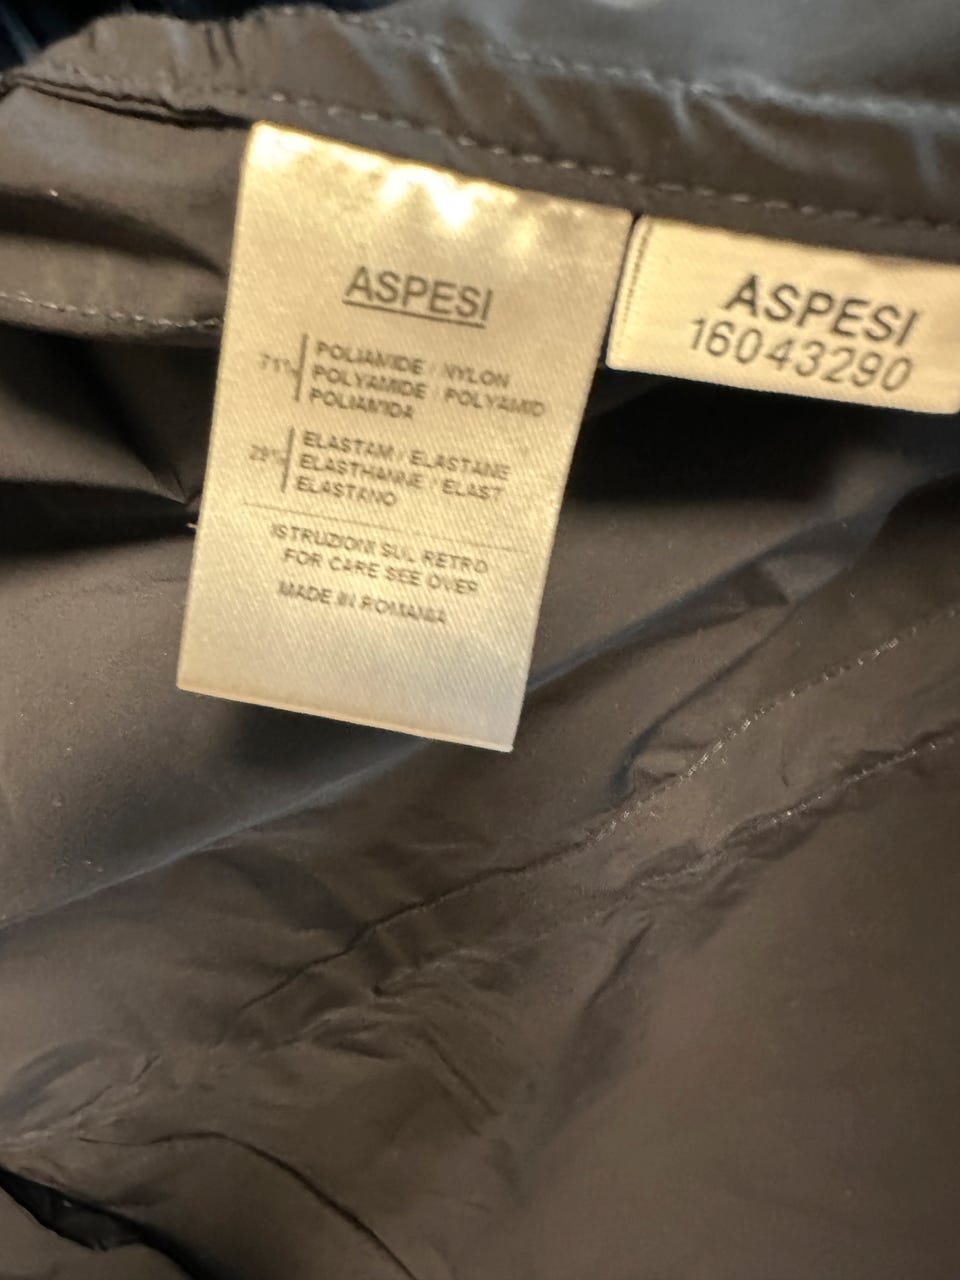 ASPESI
71%
POLIAMIDE / NYLON
POLYAMIDE / POLYAMID
POLIAMIDA
29%
ELASTAM / ELASTANE
ELASTHANNE / ELAST
ELASTANO
ISTRUZIONI SUL RETRO
FOR CARE SEE OVER
MADE IN ROMANIA
ASPESI
16043290